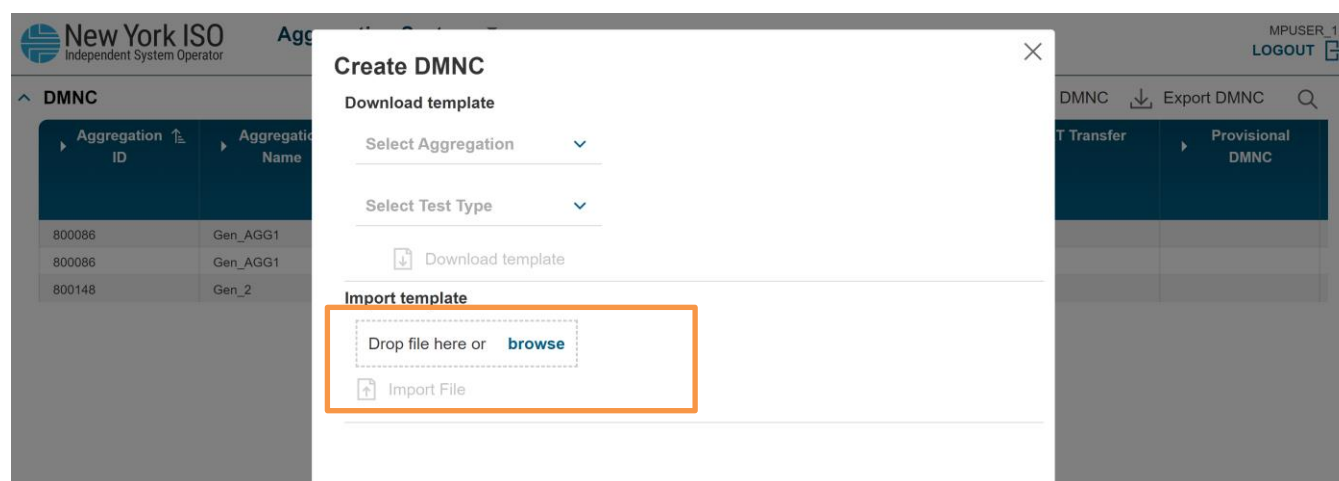 New York ISO
Independent System Operator
MPUSER_1
LOGOUT
DMNC
DMNC
Export DMNC
Aggregation ID
Name
T Transfer
Provisional DMNC
800086 Gen_AGG1
800086 Gen_AGG1
800148 Gen_2
Create DMNC
Download template
Select Aggregation
Select Test Type
Download template
Import template
Drop file here or browse
Import File